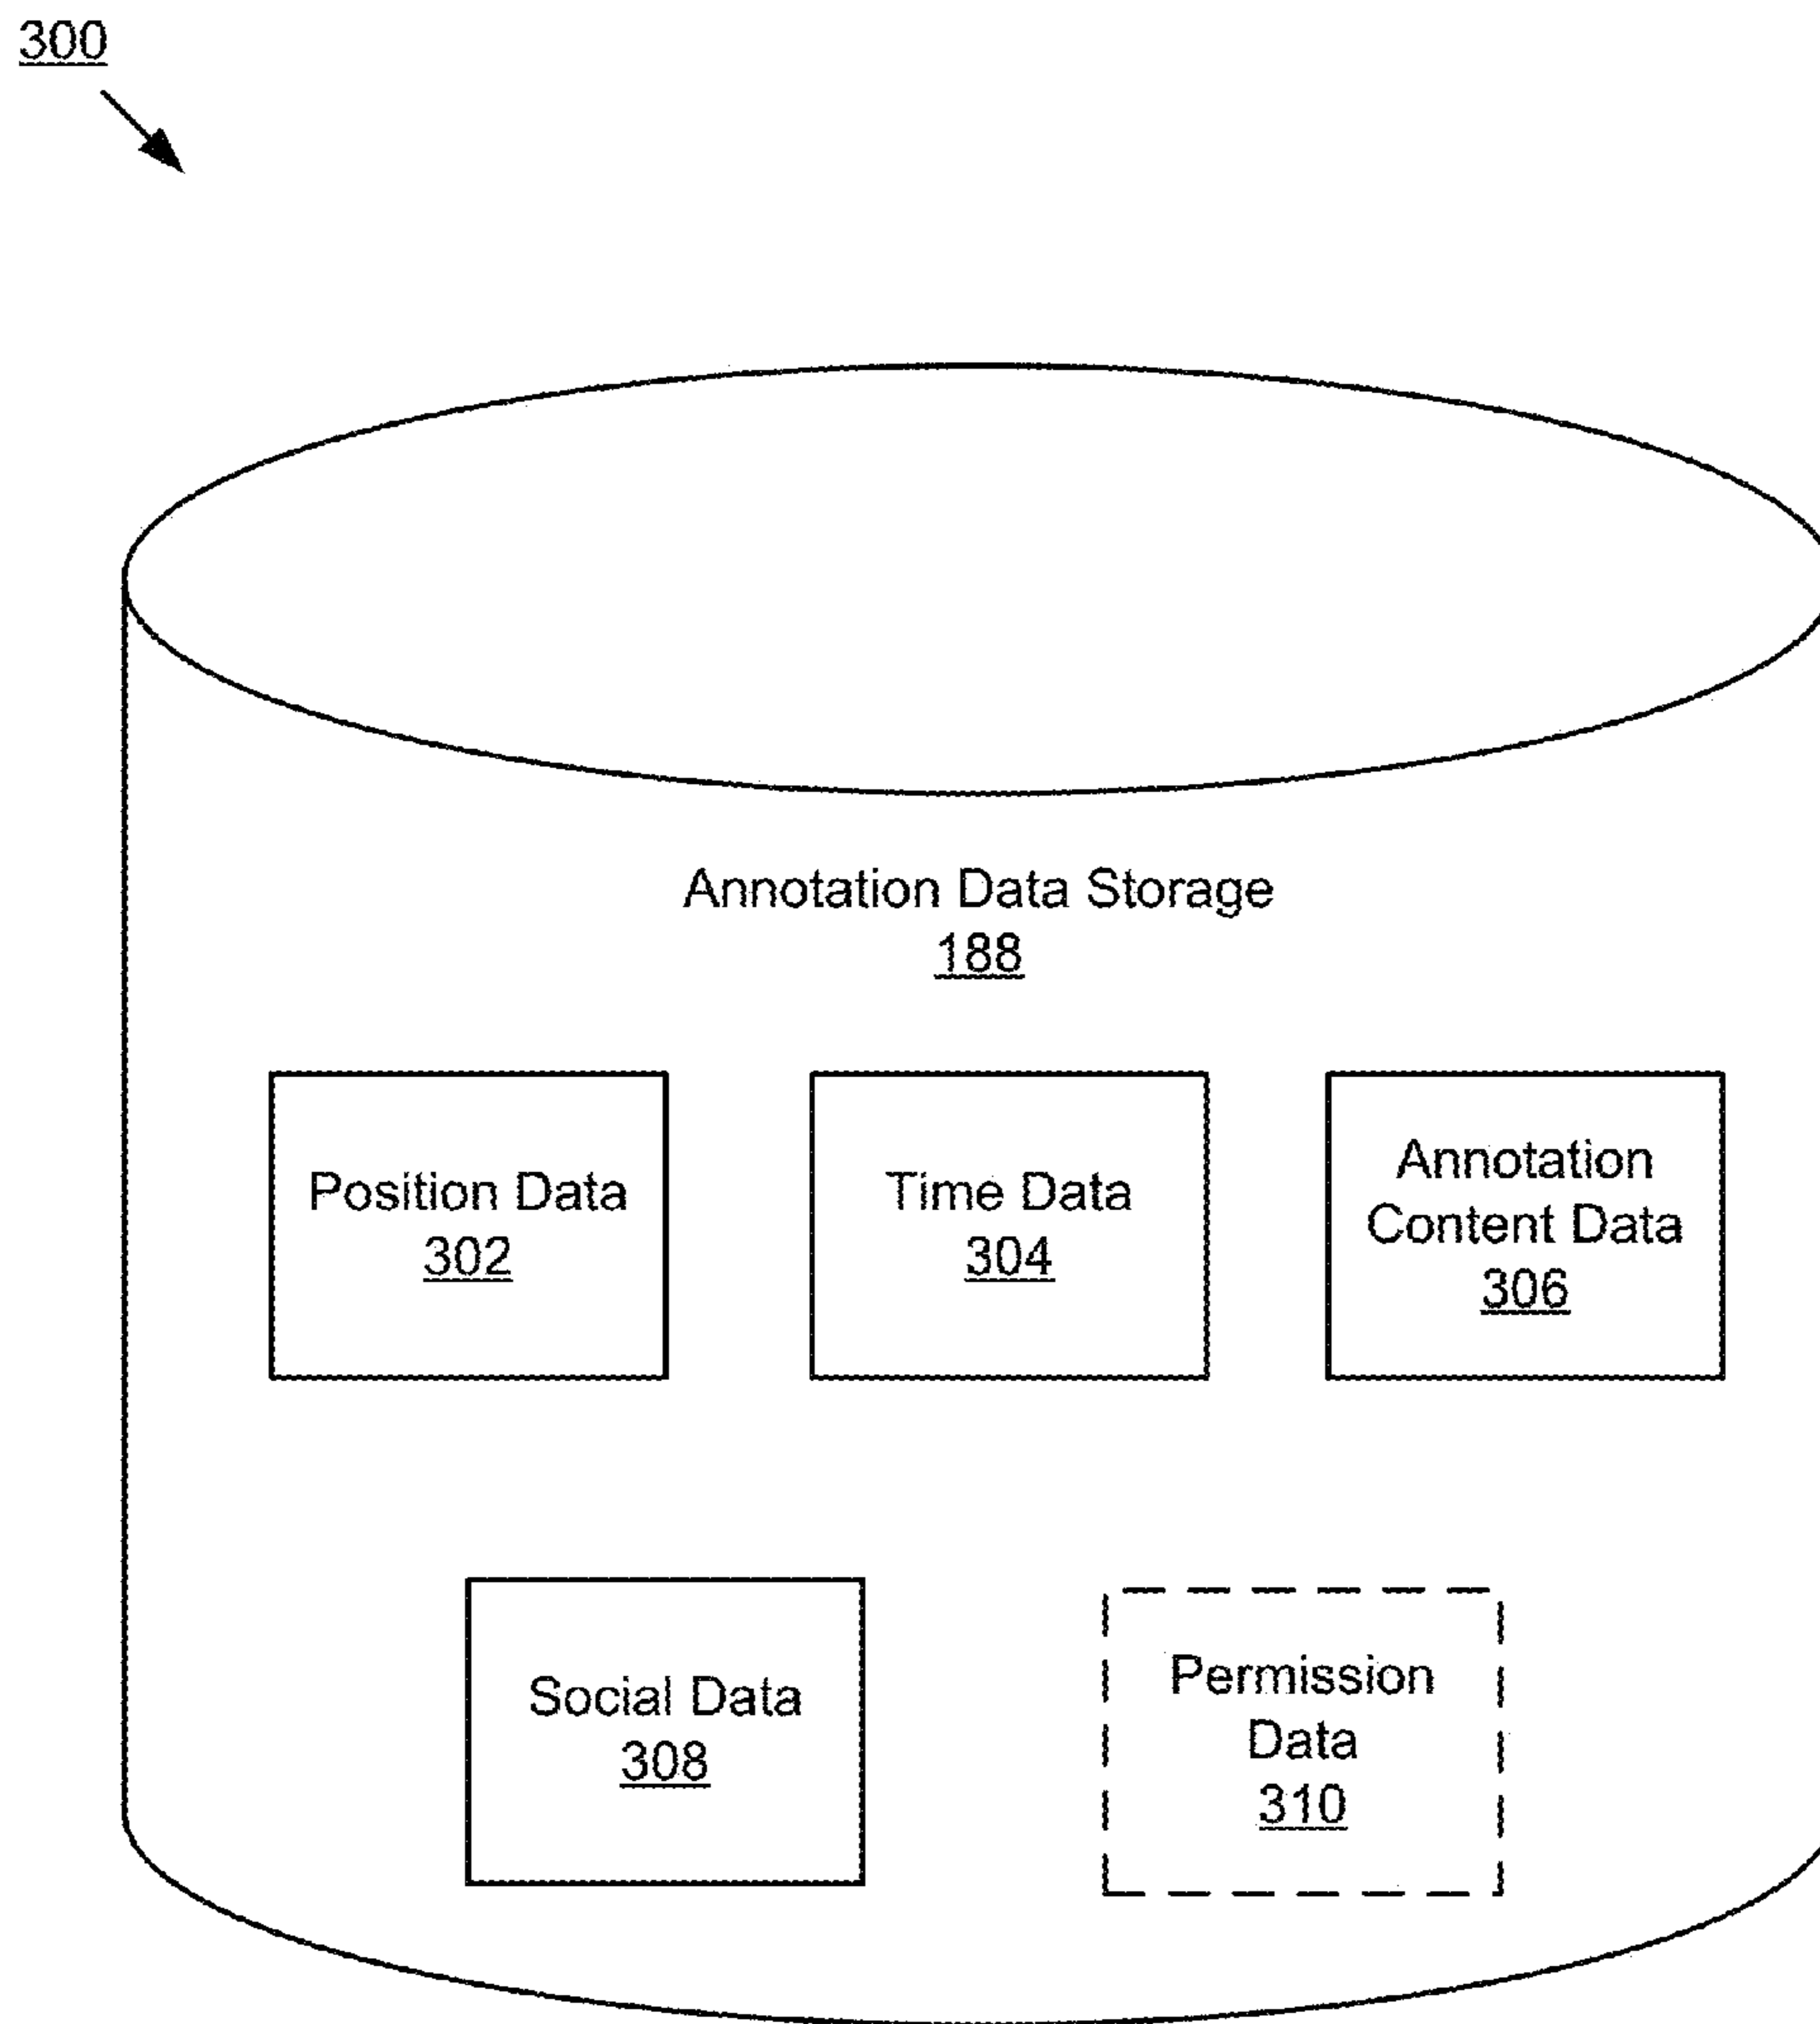 300
Annotation Data Storage
188
Position Data
302
Time Data
304
Annotation
Content Data
306
Social Data
308
Permission
Data
310